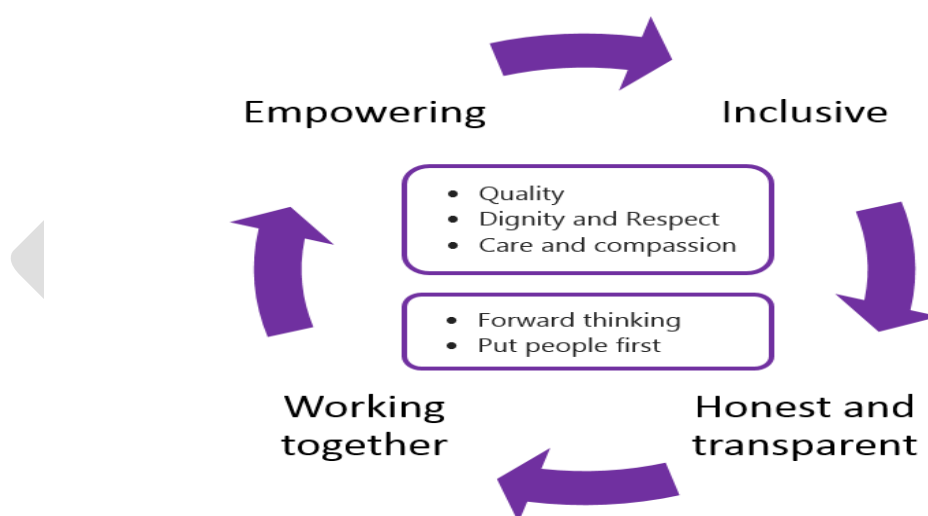 Empowering
Inclusive
• Quality
• Dignity and Respect
• Care and compassion
• Forward thinking
• Put people first
Working
together
Honest and
transparent